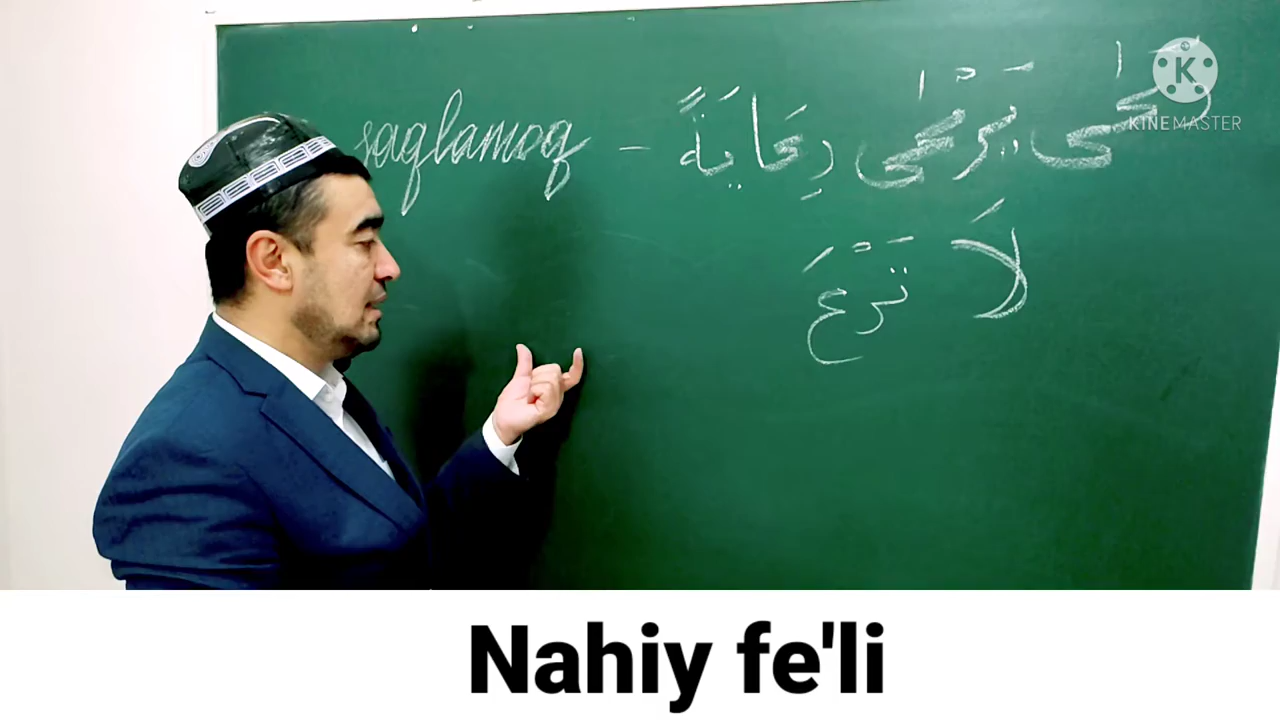 رَعَى يَرْعَى رِعَايَةً – saqlamoq
لَا تَرْعَ
KINEMASTER
Nahiy fe'li